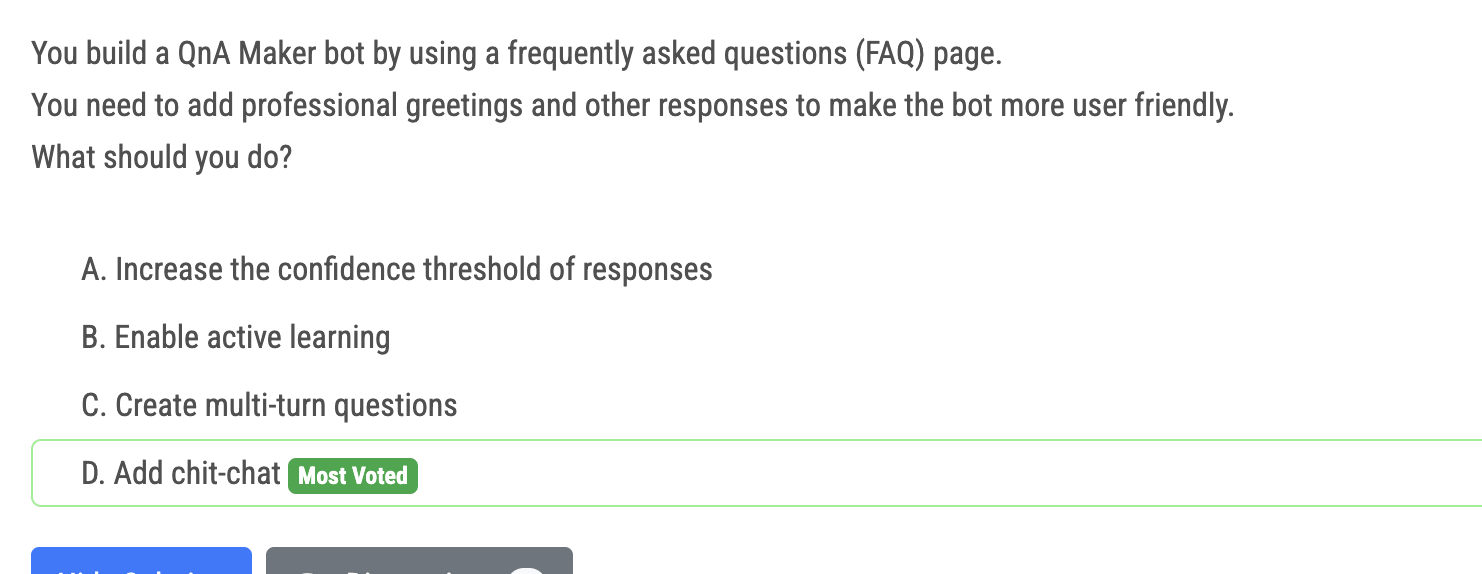 You build a QnA Maker bot by using a frequently asked questions (FAQ) page.
You need to add professional greetings and other responses to make the bot more user friendly.
What should you do?
A. Increase the confidence threshold of responses
B. Enable active learning
C. Create multi-turn questions
D. Add chit-chat Most Voted